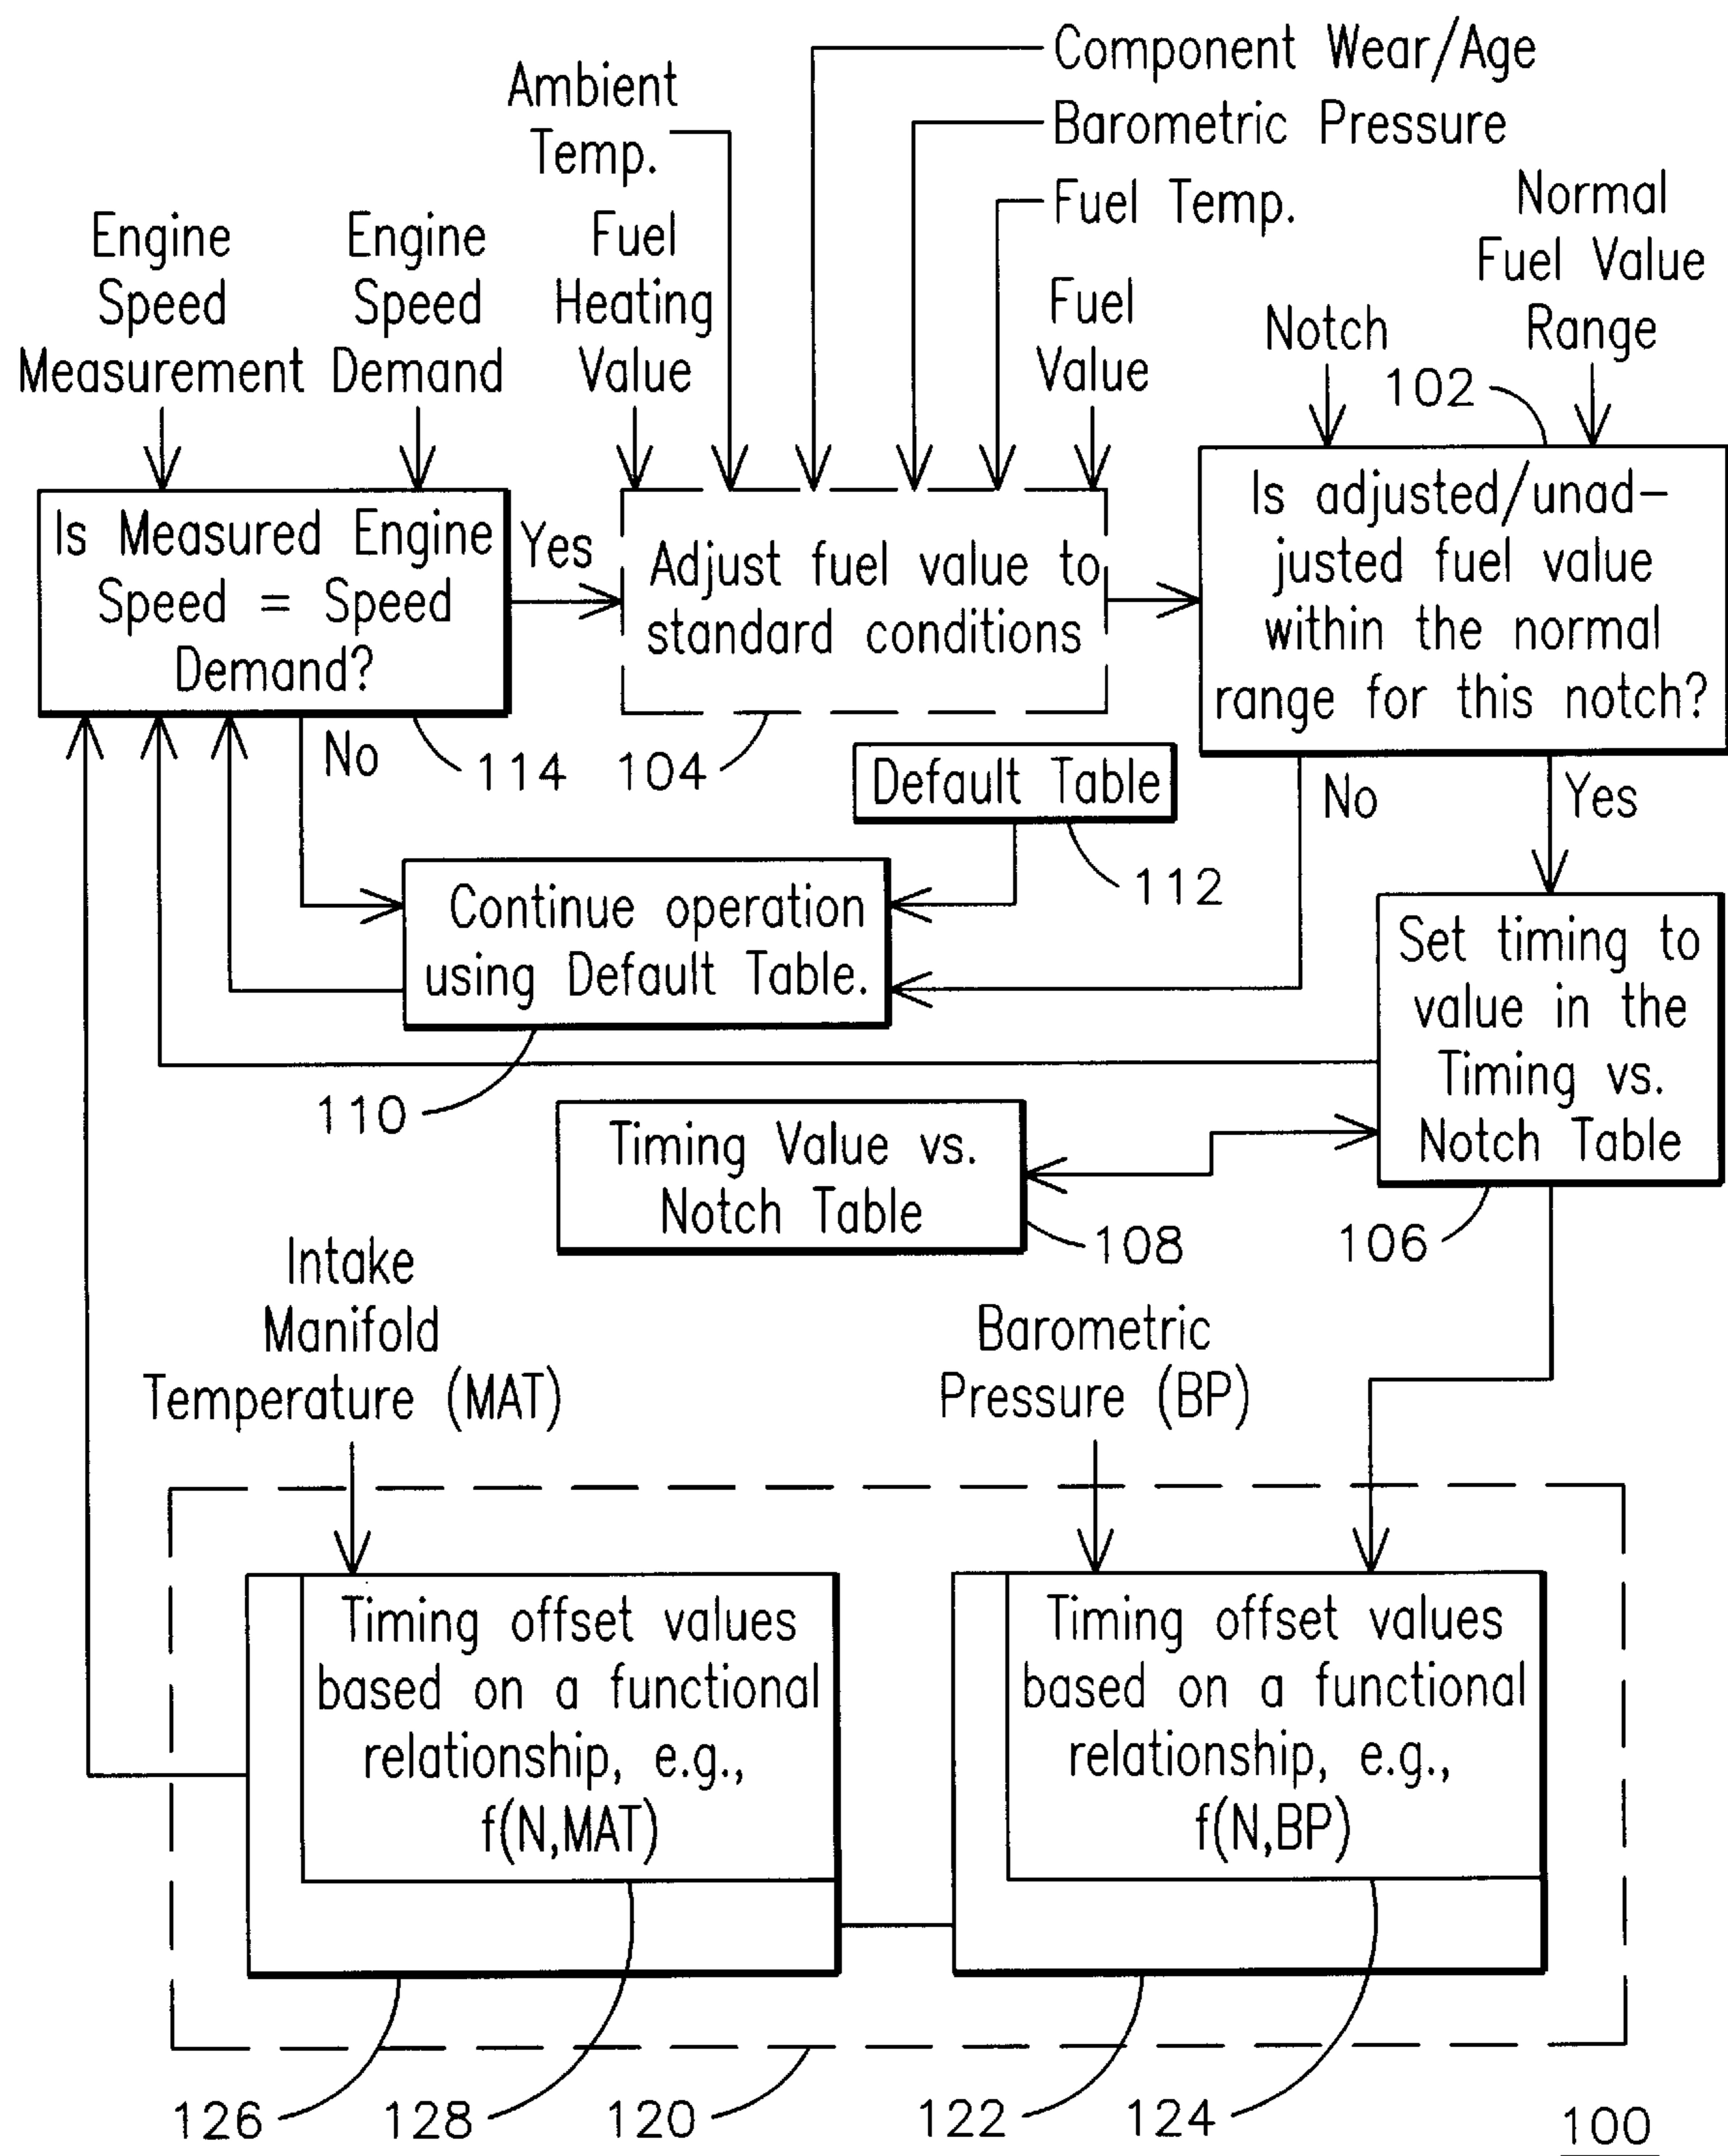 Component Wear/Age
Ambient
Temp.
Barometric Pressure
Fuel Temp.
Normal
Fuel Value
Range
Engine
Speed
Measurement
Engine
Speed
Demand
Fuel
Heating
Value
Fuel
Value
Notch
102
Is Measured Engine
Speed = Speed
Demand?
Yes
Adjust fuel value to
standard conditions
Is adjusted/unad-
justed fuel value
within the normal
range for this notch?
No
114
104
Default Table
No
Yes
112
Continue operation
using Default Table.
Set timing to
value in the
Timing vs.
Notch Table
110
Timing Value vs.
Notch Table
108
106
Intake
Manifold
Temperature (MAT)
Barometric
Pressure (BP)
Timing offset values
based on a functional
relationship, e.g.,
f(N,MAT)
Timing offset values
based on a functional
relationship, e.g.,
f(N,BP)
126
128
120
122
124
100